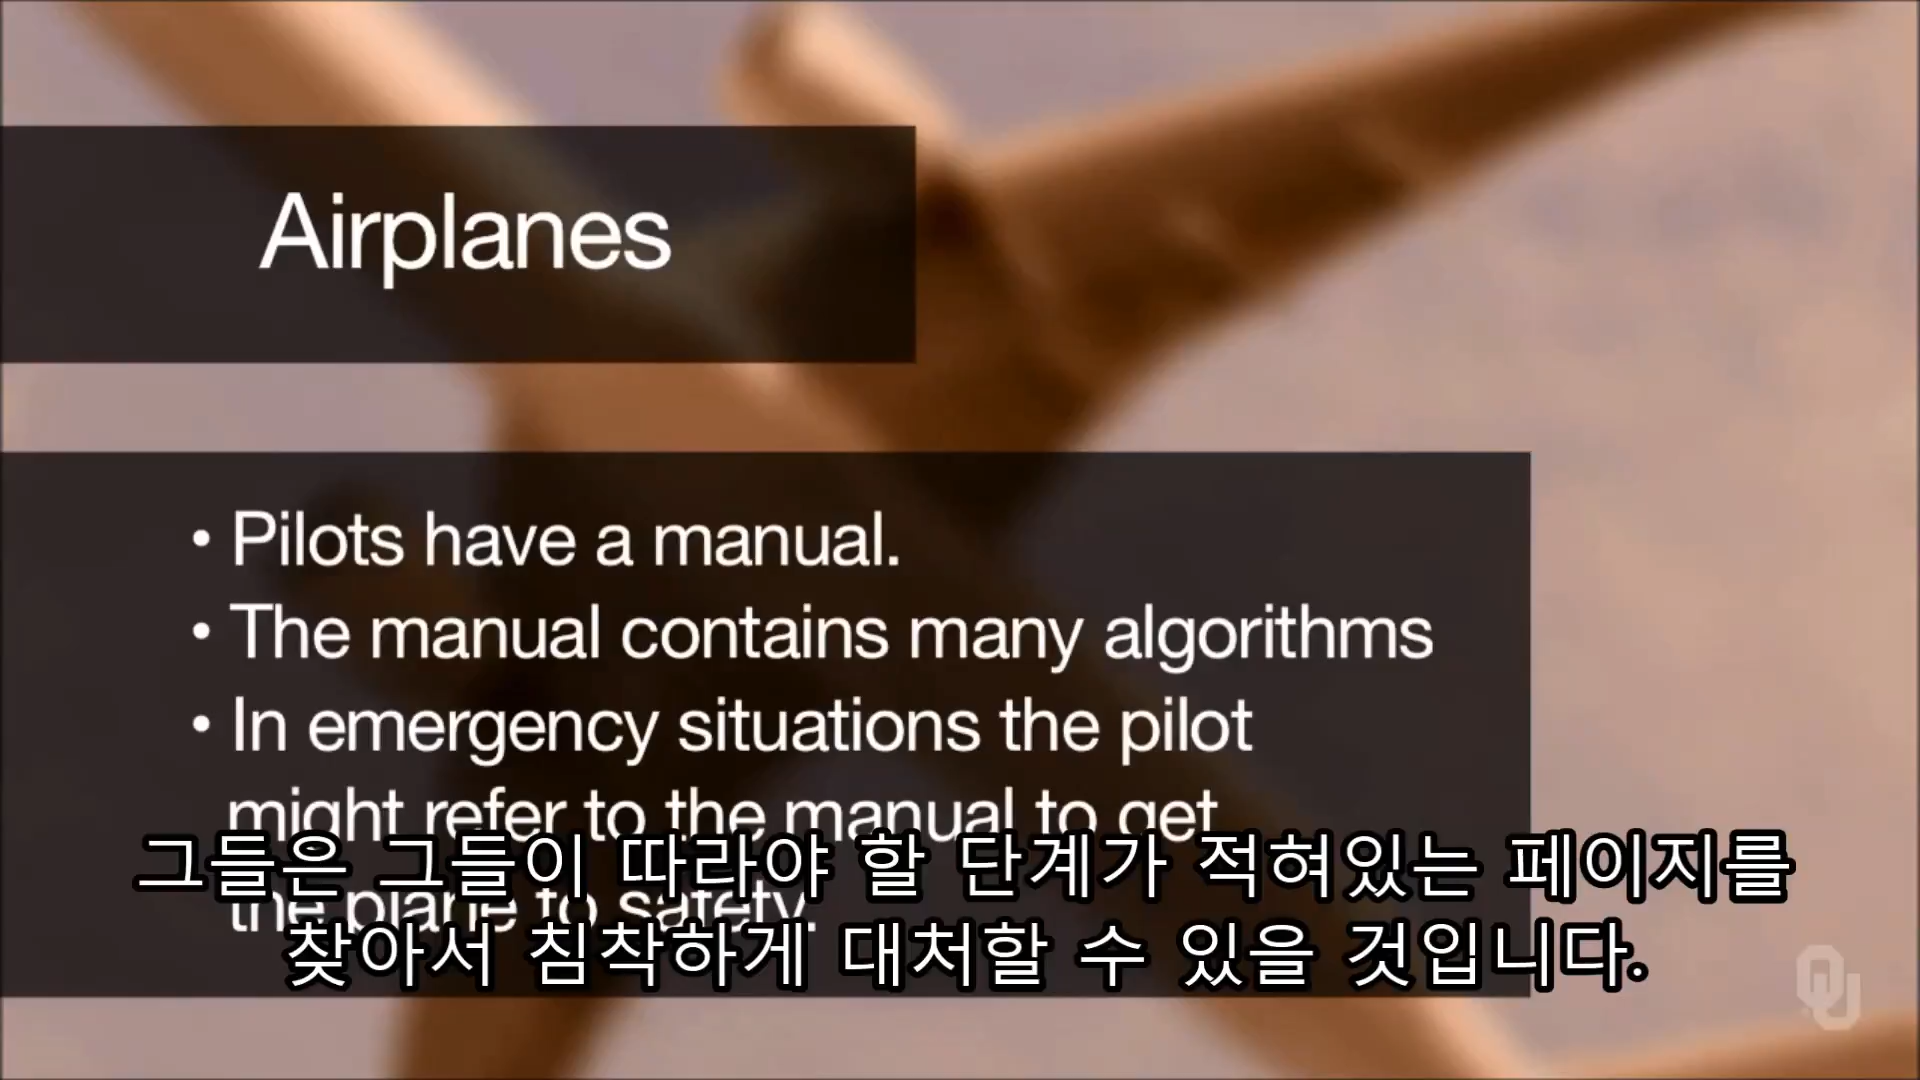 Airplanes
• Pilots have a manual.
• The manual contains many algorithms
• In emergency situations the pilot
might refer to the manual to get
the plane to safety.
그들은 그들이 따라야 할 단계가 적혀있는 페이지를
찾아서 침착하게 대처할 수 있을 것입니다.
OU